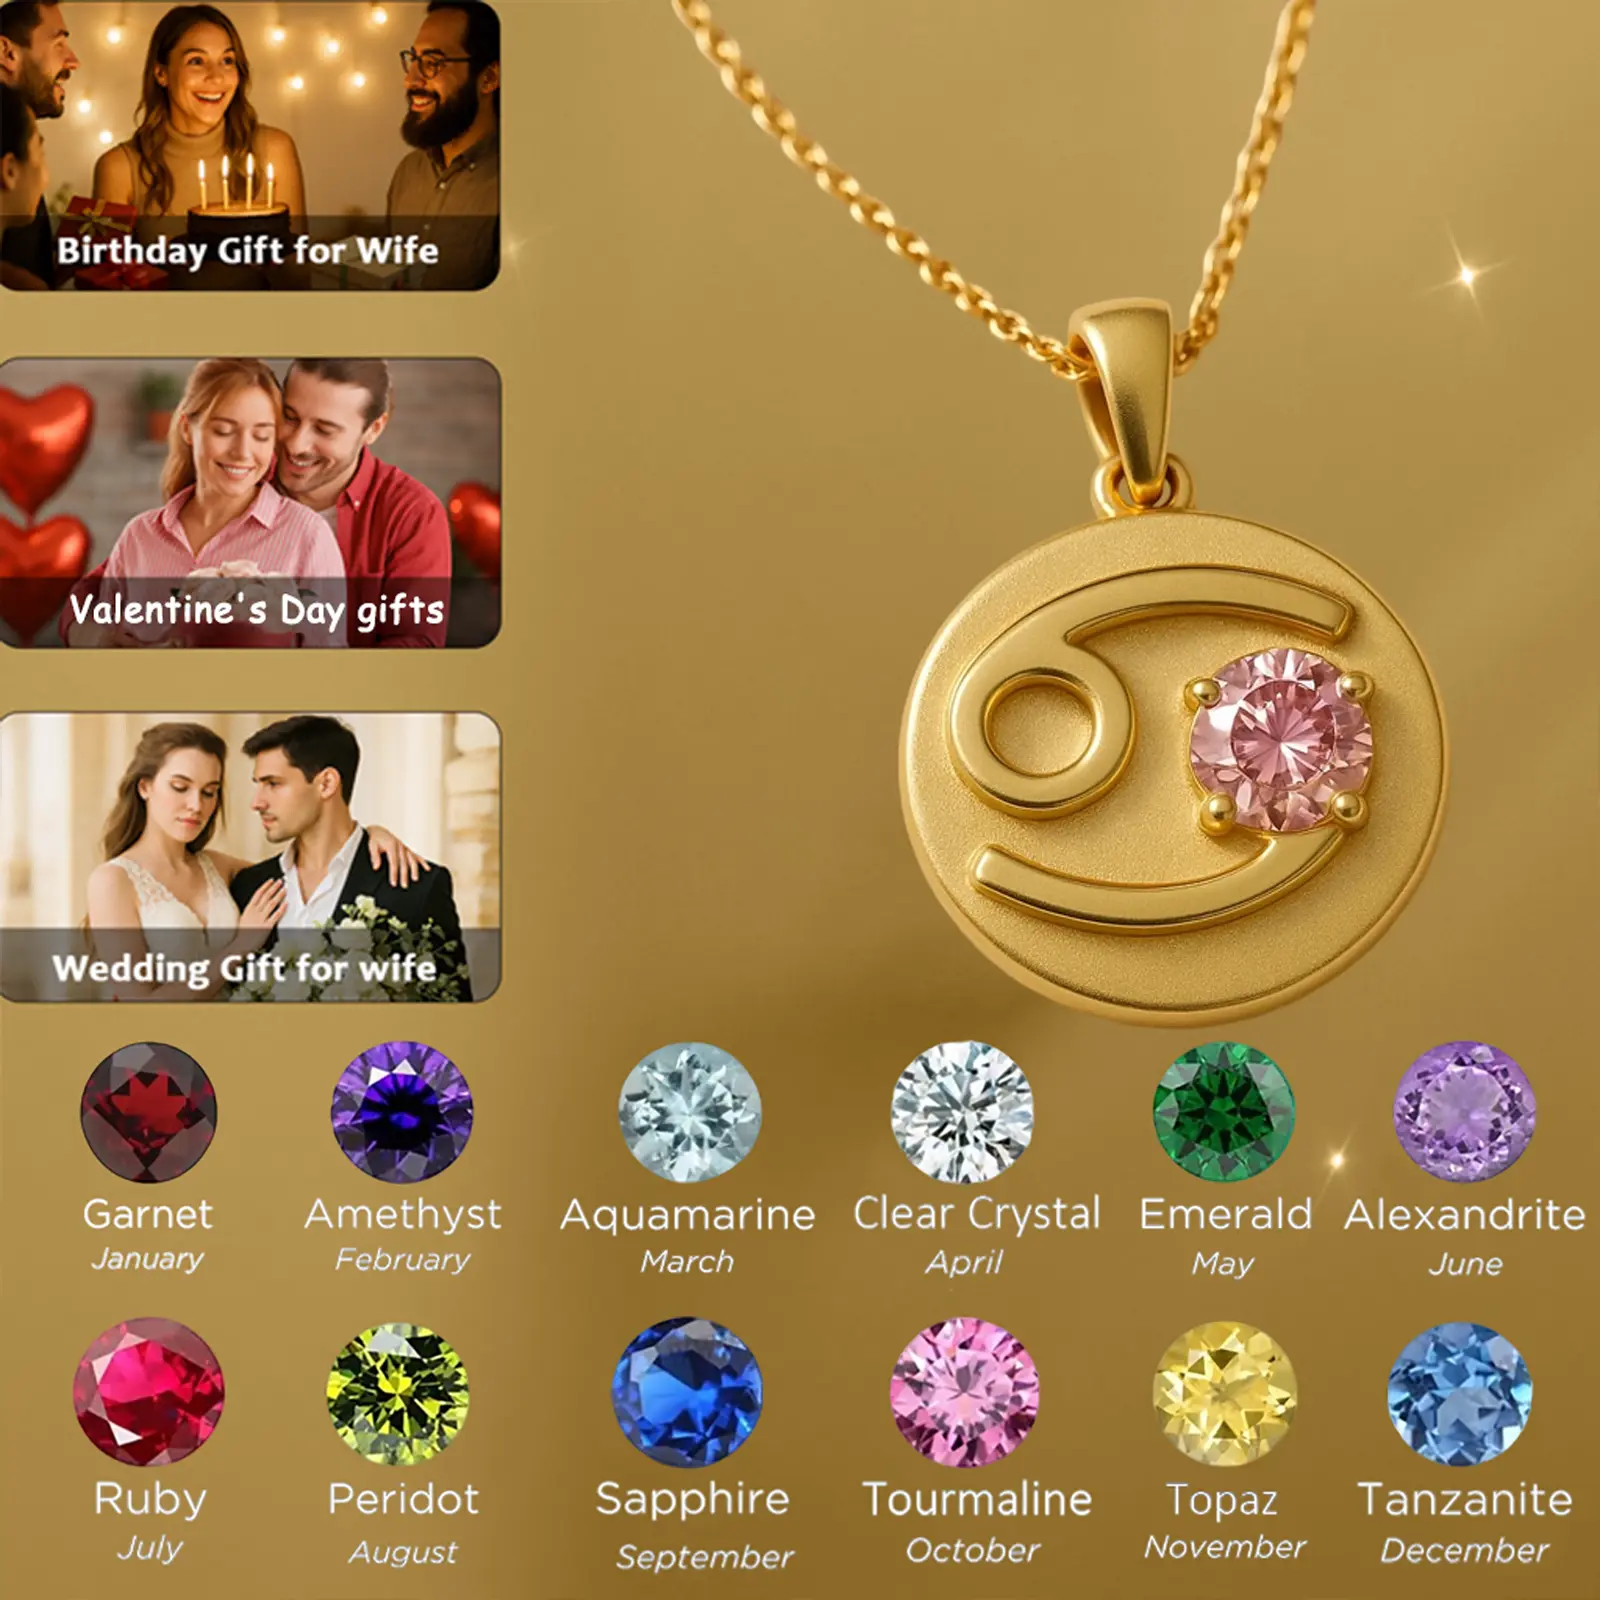 Birthday Gift for Wife
Valentine's Day gifts
Wedding Gift for wife
Garnet
January
Amethyst
February
Aquamarine
March
Clear Crystal
April
Emerald
May
Alexandrite
June
Ruby
July
Peridot
August
Sapphire
September
Tourmaline
October
Topaz
November
Tanzanite
December